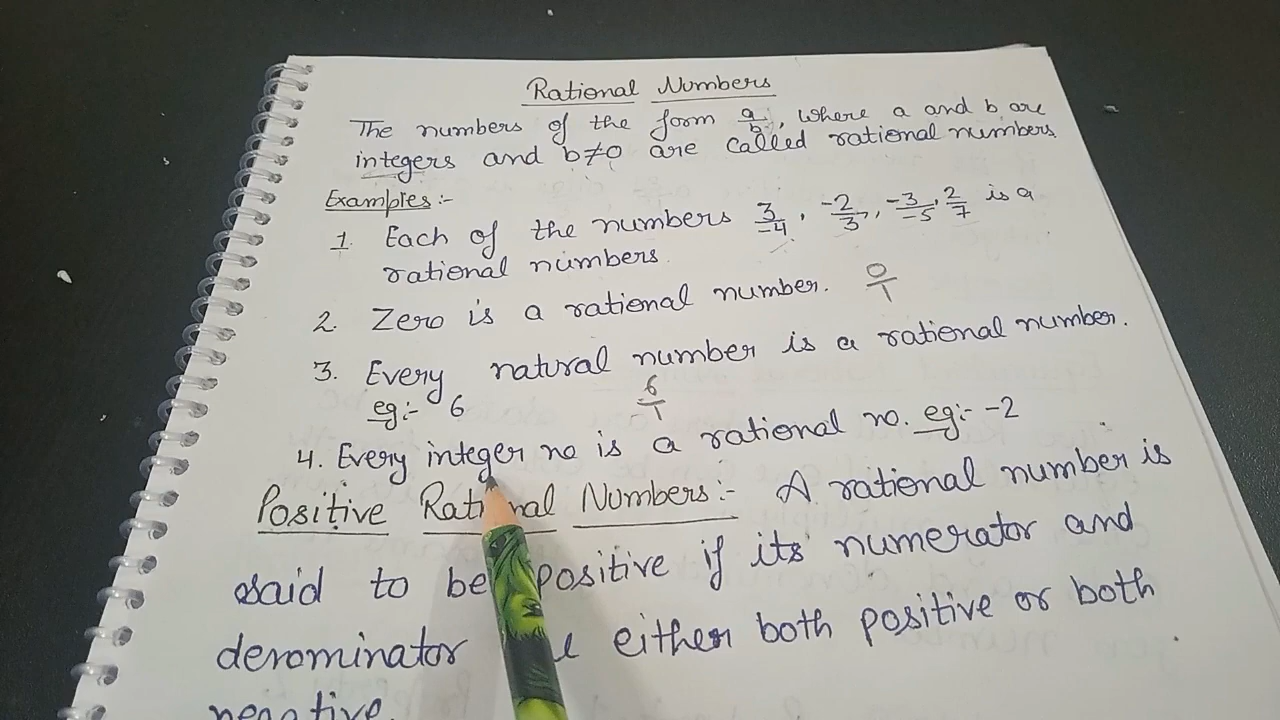 Rational Numbers
The numbers of the form a/b, where a and b are
integers and b≠0 are called rational numbers
Examples:-
1. Each of the numbers 3/-4, -2/3, -3/-5, 2/7 is a
rational numbers.
2. Zero is a rational number. 0/1
3. Every natural number is a rational number.
eg:- 6 6/1
4. Every integer no is a rational no. eg:- -2
Positive Numbers:- A rational number is
said to be positive if its numerator and
denominator either both positive or both
negative.